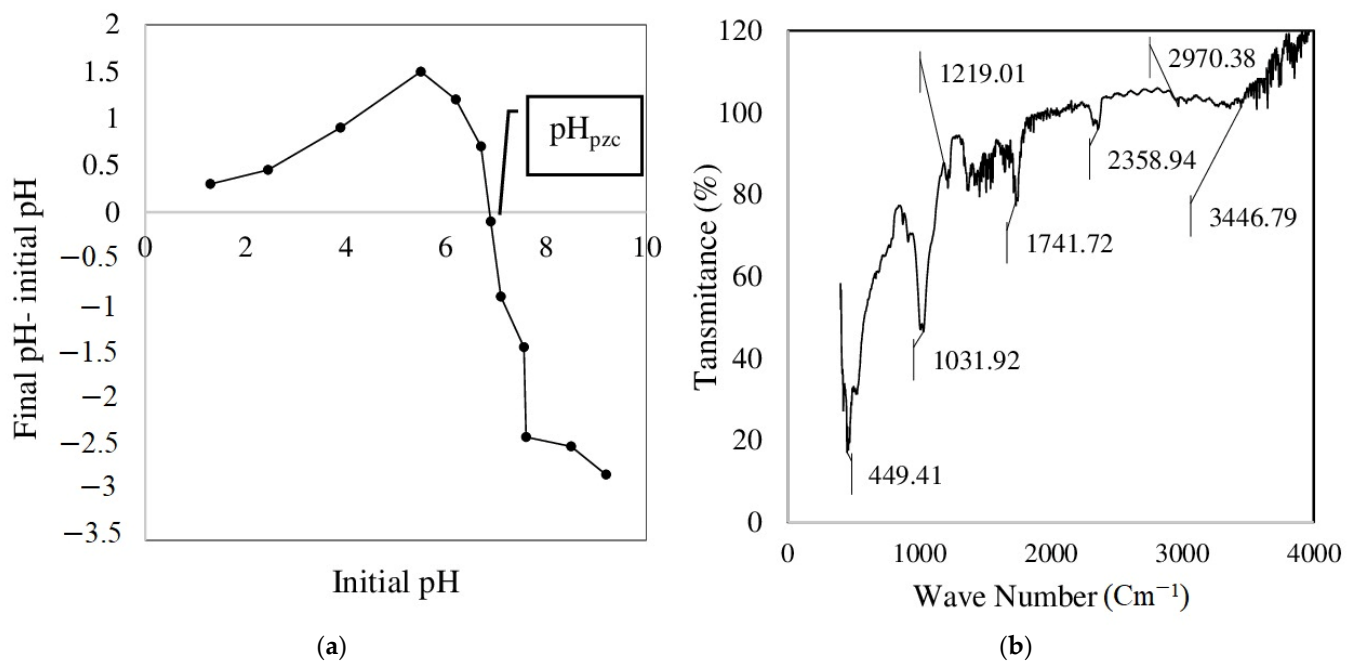 2
1.5
1
0.5
0
−0.5
−1
−1.5
−2
−2.5
−3
−3.5
0 2 4 6 8 10
pHpzc
Final pH- initial pH
Initial pH
(a)
120
100
80
60
40
20
0
0 1000 2000 3000 4000
1219.01
2970.38
2358.94
3446.79
1741.72
1031.92
449.41
Tansmitance (%)
Wave Number (Cm⁻¹)
(b)